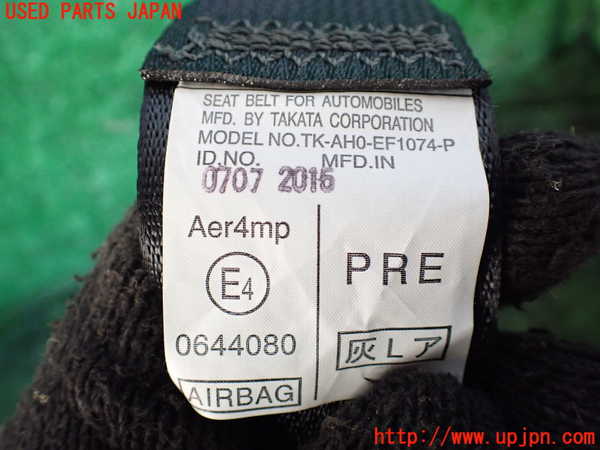 USED PARTS JAPAN
SEAT BELT FOR AUTOMOBILES
MFD. BY TAKATA CORPORATION
MODEL NO.TK-AH0-EF1074-P
ID.NO. MFD.IN
0707 2015
Aer4mp
E4
0644080
AIRBAG
PRE
灰Lア
http://www.upjpn.com/